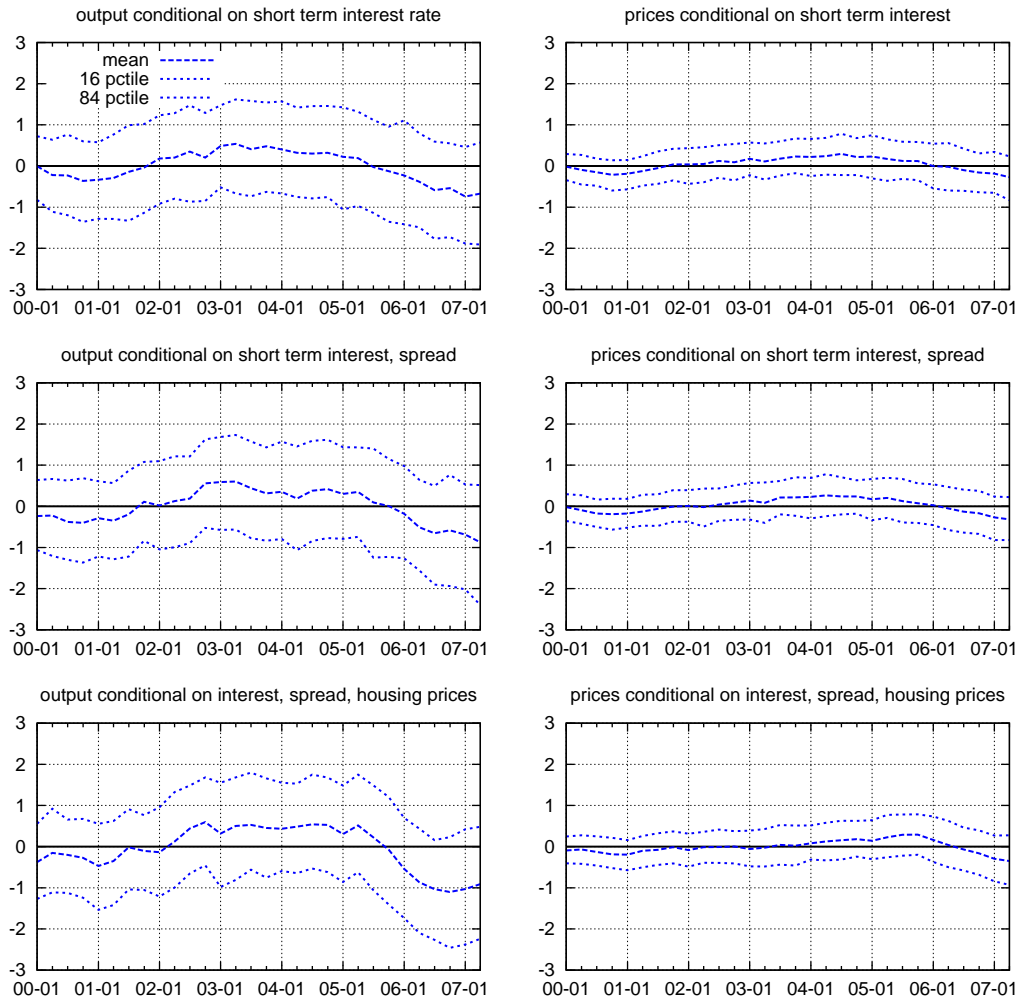 output conditional on short term interest rate
prices conditional on short term interest
3
2
1
0
-1
-2
-3
mean
16 pctile
84 pctile
00-01 01-01 02-01 03-01 04-01 05-01 06-01 07-01
3
2
1
0
-1
-2
-3
00-01 01-01 02-01 03-01 04-01 05-01 06-01 07-01
output conditional on short term interest, spread
prices conditional on short term interest, spread
3
2
1
0
-1
-2
-3
00-01 01-01 02-01 03-01 04-01 05-01 06-01 07-01
3
2
1
0
-1
-2
-3
00-01 01-01 02-01 03-01 04-01 05-01 06-01 07-01
output conditional on interest, spread, housing prices
prices conditional on interest, spread, housing prices
3
2
1
0
-1
-2
-3
00-01 01-01 02-01 03-01 04-01 05-01 06-01 07-01
3
2
1
0
-1
-2
-3
00-01 01-01 02-01 03-01 04-01 05-01 06-01 07-01